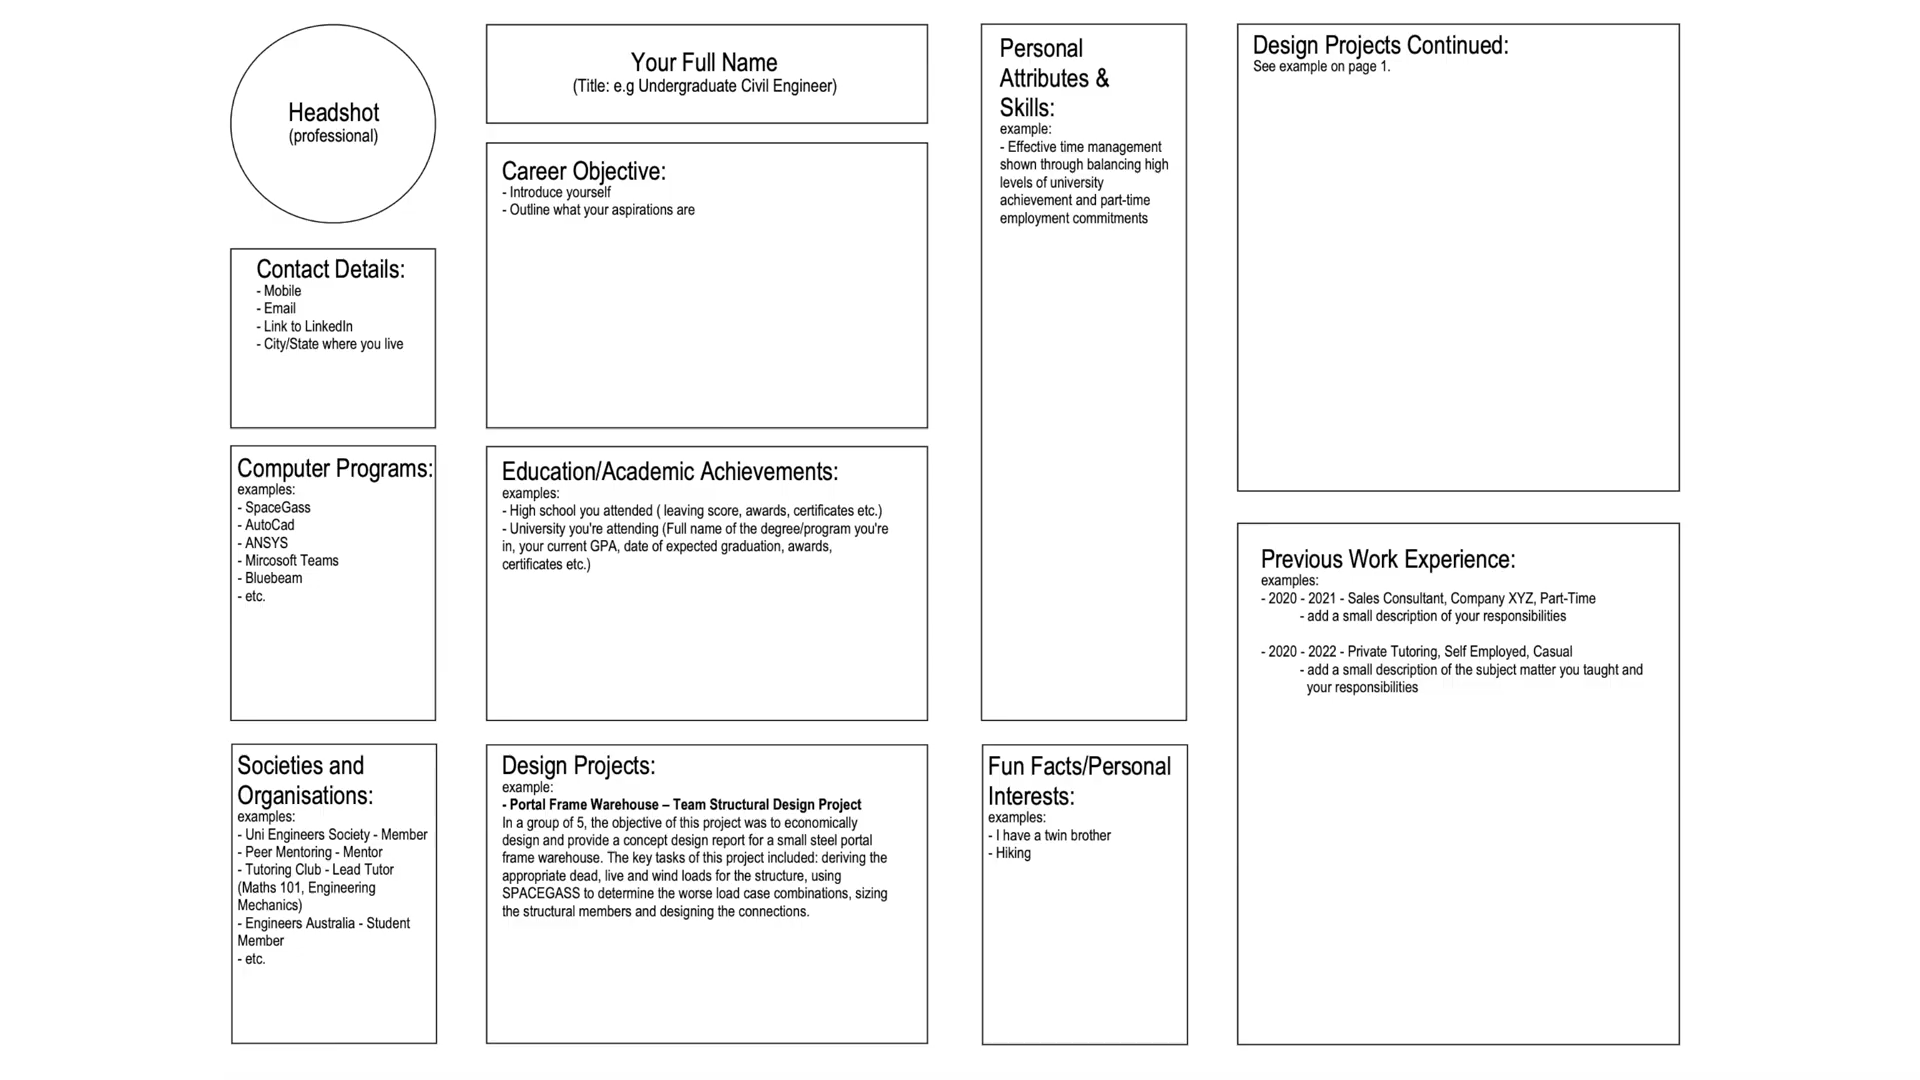 Headshot
(professional)
Contact Details:
- Mobile
- Email
- Link to LinkedIn
- City/State where you live
Computer Programs:
examples:
- SpaceGass
- AutoCad
- ANSYS
- Mircosoft Teams
- Bluebeam
- etc.
Societies and
Organisations:
examples:
- Uni Engineers Society - Member
- Peer Mentoring - Mentor
- Tutoring Club - Lead Tutor
(Maths 101, Engineering
Mechanics)
- Engineers Australia - Student
Member
- etc.
Your Full Name
(Title: e.g Undergraduate Civil Engineer)
Career Objective:
- Introduce yourself
- Outline what your aspirations are
Education/Academic Achievements:
examples:
- High school you attended ( leaving score, awards, certificates etc.)
- University you're attending (Full name of the degree/program you're
in, your current GPA, date of expected graduation, awards,
certificates etc.)
Design Projects:
example:
- Portal Frame Warehouse – Team Structural Design Project
In a group of 5, the objective of this project was to economically
design and provide a concept design report for a small steel portal
frame warehouse. The key tasks of this project included: deriving the
appropriate dead, live and wind loads for the structure, using
SPACEGASS to determine the worse load case combinations, sizing
the structural members and designing the connections.
Personal
Attributes &
Skills:
example:
- Effective time management
shown through balancing high
levels of university
achievement and part-time
employment commitments
Fun Facts/Personal
Interests:
examples:
- I have a twin brother
- Hiking
Design Projects Continued:
See example on page 1.
Previous Work Experience:
examples:
- 2020 - 2021 - Sales Consultant, Company XYZ, Part-Time
- add a small description of your responsibilities
- 2020 - 2022 - Private Tutoring, Self Employed, Casual
- add a small description of the subject matter you taught and
your responsibilities